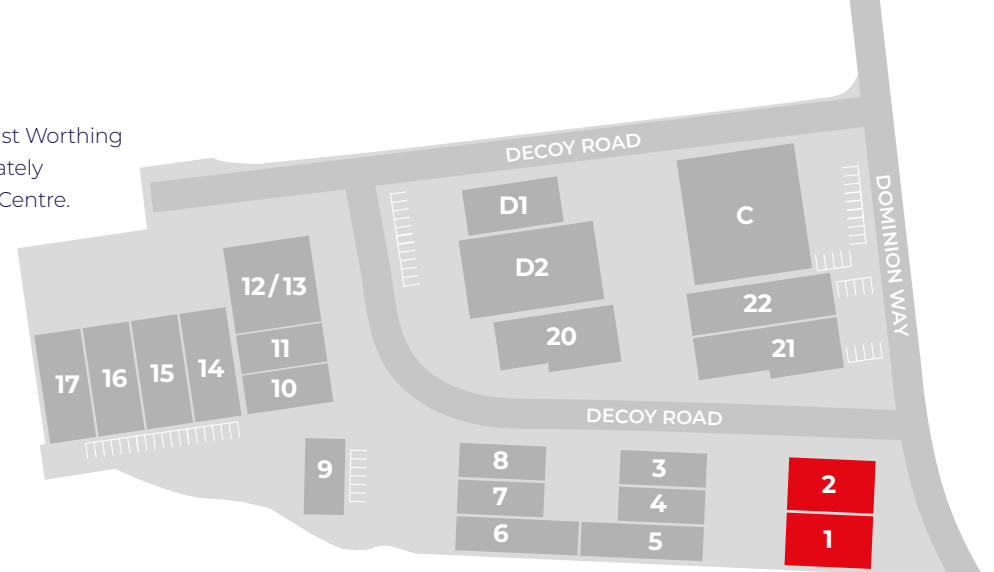 st Worthing
ately
Centre.
DECOY ROAD
DOMINION WAY
D1
C
D2
12/13
22
20
21
11
10
14
15
16
17
DECOY ROAD
9
8
3
2
7
4
6
5
1